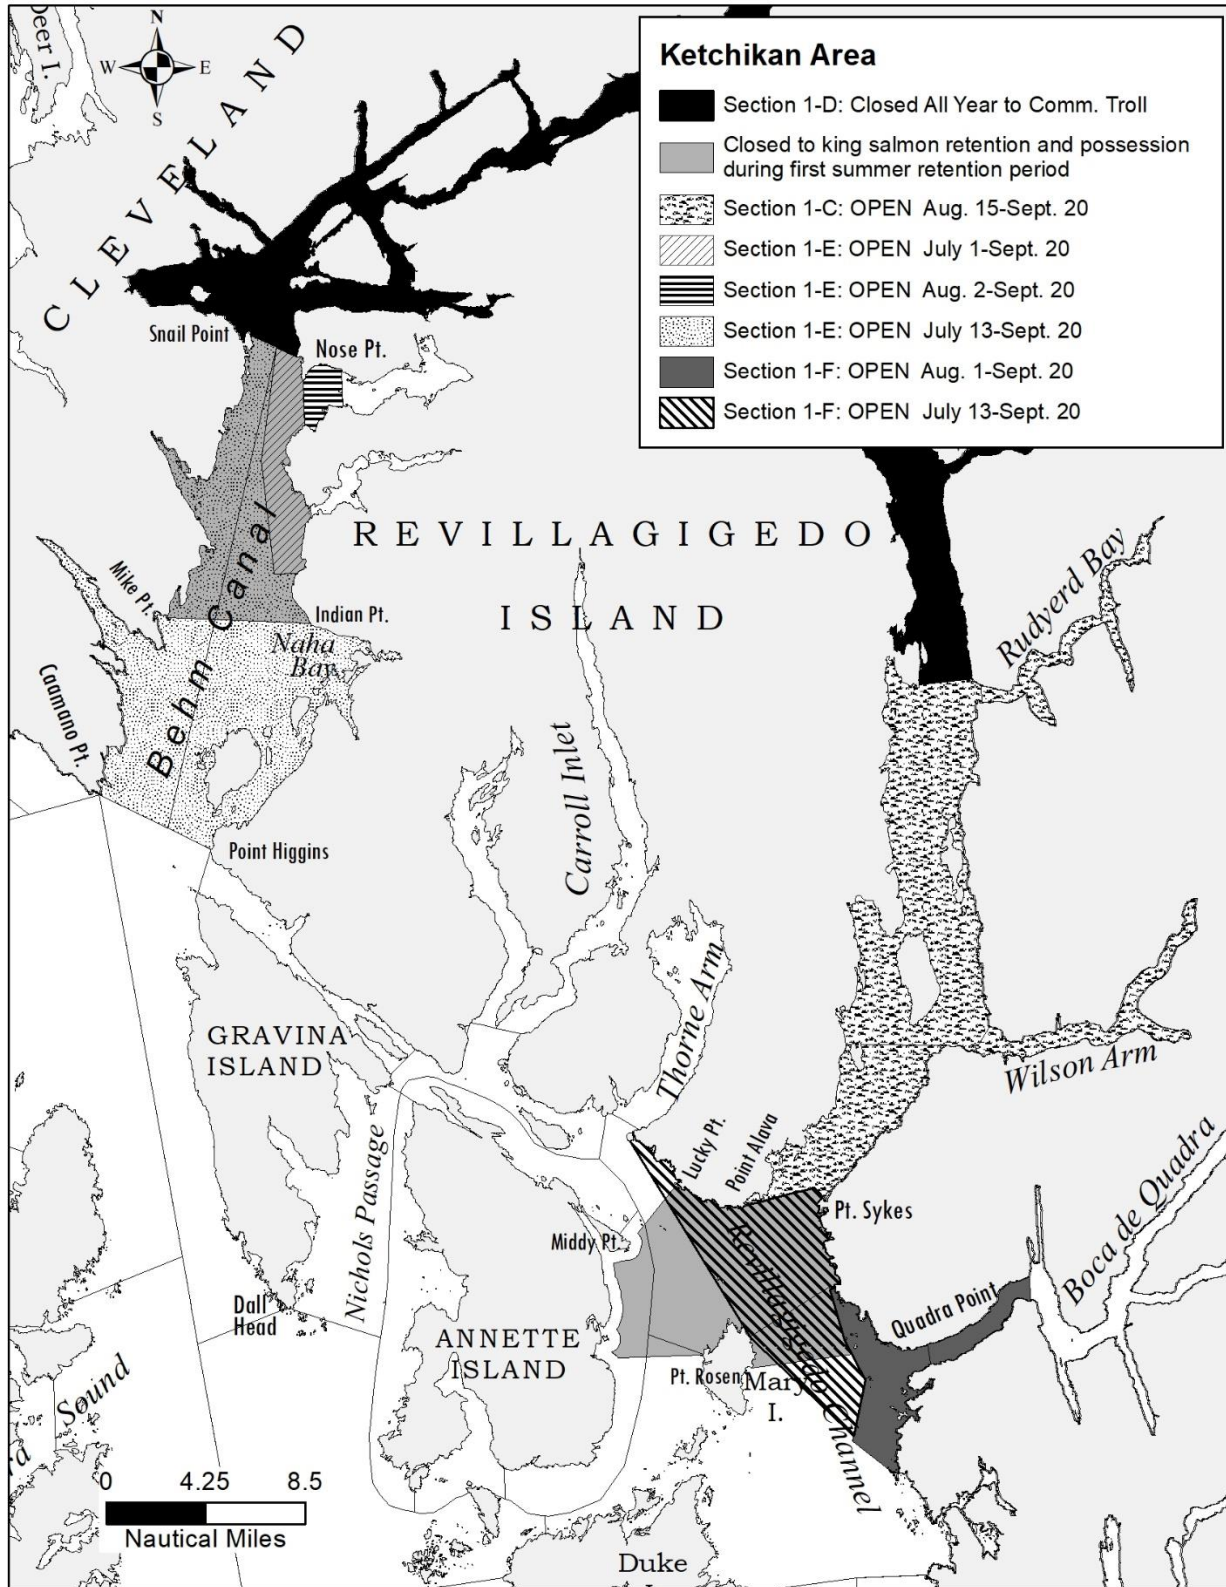 Deer I.
N
W E
S
CLEVELAND
Ketchikan Area
Section 1-D: Closed All Year to Comm. Troll
Closed to king salmon retention and possession
during first summer retention period
Section 1-C: OPEN Aug. 15-Sept. 20
Section 1-E: OPEN July 1-Sept. 20
Section 1-E: OPEN Aug. 2-Sept. 20
Section 1-E: OPEN July 13-Sept. 20
Section 1-F: OPEN Aug. 1-Sept. 20
Section 1-F: OPEN July 13-Sept. 20
Snail Point
Nose Pt.
REVILLAGIGEDO
ISLAND
Rudyerd Bay
Mike Pt.
Indian Pt.
Naha
Bay
Behm Canal
Caamano Pt.
Carroll Inlet
Point Higgins
Thorne Arm
GRAVINA
ISLAND
Wilson Arm
Lucky Pt.
Point Alava
Nichols Passage
Pt. Sykes
Boca de Quadra
Middy Pt.
Revillagigedo Channel
Quadra Point
Dall
Head
ANNETTE
ISLAND
Pt. Rosen
Mary
I.
Sound
0 4.25 8.5
Nautical Miles
Duke